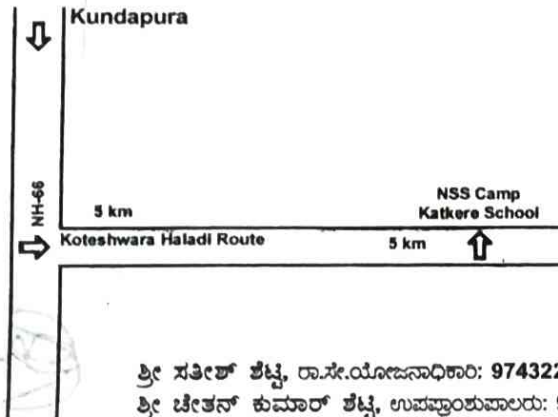 Kundapura
NH-66
5 km
NSS Camp
Katkere School
Koteshwara Haladi Route
5 km
ಶ್ರೀ ಸತೀಶ್ ಶೆಟ್ಟಿ, ರಾ.ಸೇ.ಯೋಜನಾಧಿಕಾರಿ: 97432
ಶ್ರೀ ಚೇತನ್ ಕುಮಾರ್ ಶೆಟ್ಟಿ, ಉಪಪ್ರಾಂಶುಪಾಲರು: